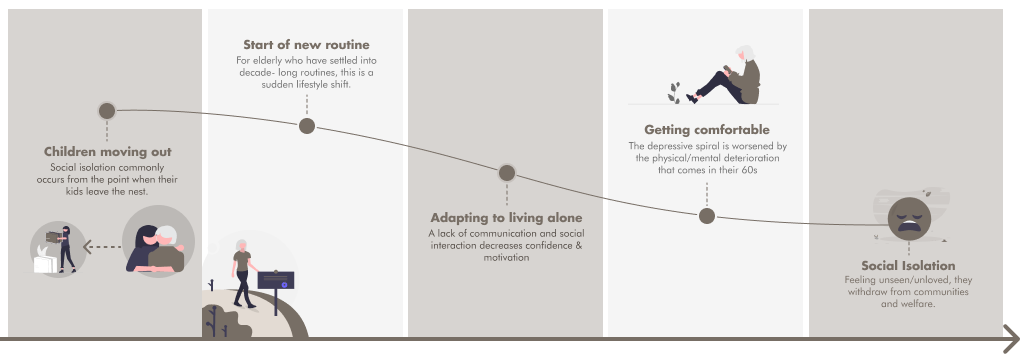 Children moving out
Social isolation commonly
occurs from the point when their
kids leave the nest.
Start of new routine
For elderly who have settled into
decade- long routines, this is a
sudden lifestyle shift.
Adapting to living alone
A lack of communication and social
interaction decreases confidence &
motivation
Getting comfortable
The depressive spiral is worsened by
the physical/mental deterioration
that comes in their 60s
Social Isolation
Feeling unseen/unloved, they
withdraw from communities
and welfare.